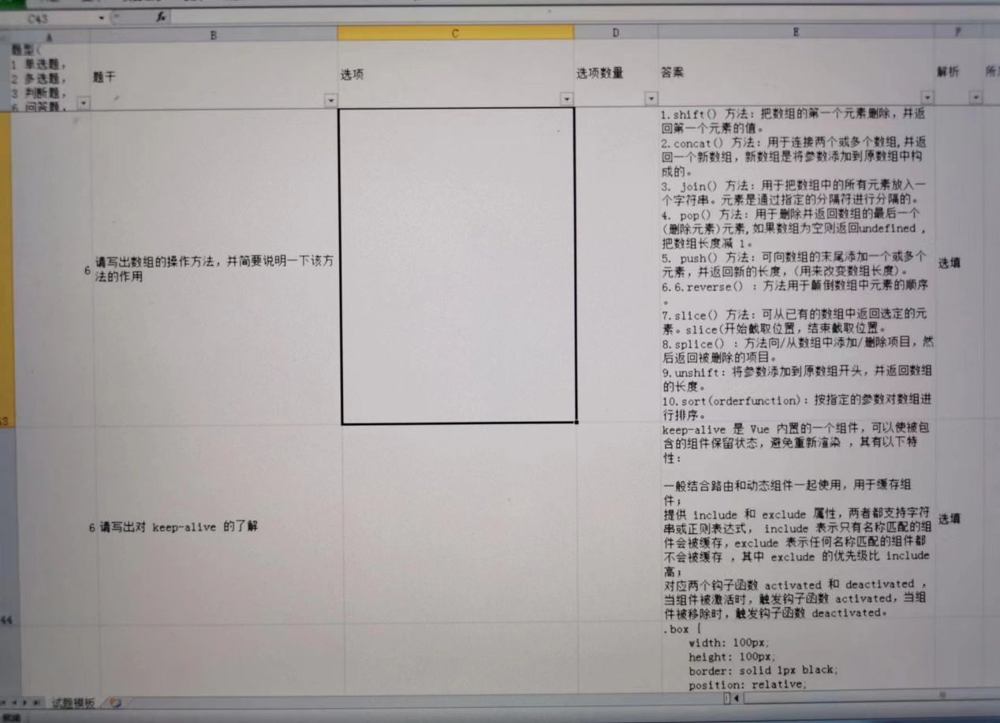 C43
fx
A
B
C
D
E
F
题型(
1 单选题,
2 多选题,
3 判断题,
6 问答题,
题干
选项
选项数量
答案
解析
6
请写出数组的操作方法，并简要说明一下该方
法的作用
1.shift() 方法：把数组的第一个元素删除，并返
回第一个元素的值。
2.concat() 方法：用于连接两个或多个数组,并返
回一个新数组，新数组是将参数添加到原数组中构
成的。
3. join() 方法：用于把数组中的所有元素放入一
个字符串。元素是通过指定的分隔符进行分隔的。
4. pop() 方法：用于删除并返回数组的最后一个
(删除元素)元素,如果数组为空则返回undefined ,
把数组长度减 1。
5. push() 方法：可向数组的末尾添加一个或多个
元素，并返回新的长度，(用来改变数组长度)。
6.6.reverse() ：方法用于颠倒数组中元素的顺序
。
7.slice() 方法：可从已有的数组中返回选定的元
素。slice(开始截取位置，结束截取位置。
8.splice() ：方法向/从数组中添加/删除项目，然
后返回被删除的项目。
9.unshift：将参数添加到原数组开头，并返回数组
的长度。
10.sort(orderfunction)：按指定的参数对数组进
行排序。
选填
6 请写出对 keep-alive 的了解
keep-alive 是 Vue 内置的一个组件，可以使被包
含的组件保留状态，避免重新渲染 ，其有以下特
性：
一般结合路由和动态组件一起使用，用于缓存组
件；
提供 include 和 exclude 属性，两者都支持字符
串或正则表达式， include 表示只有名称匹配的组
件会被缓存，exclude 表示任何名称匹配的组件都
不会被缓存 ，其中 exclude 的优先级比 include
高；
对应两个钩子函数 activated 和 deactivated ，
当组件被激活时，触发钩子函数 activated，当组
件被移除时，触发钩子函数 deactivated。
选填
44
.box {
width: 100px;
height: 100px;
border: solid 1px black;
position: relative;
试题模板
就绪